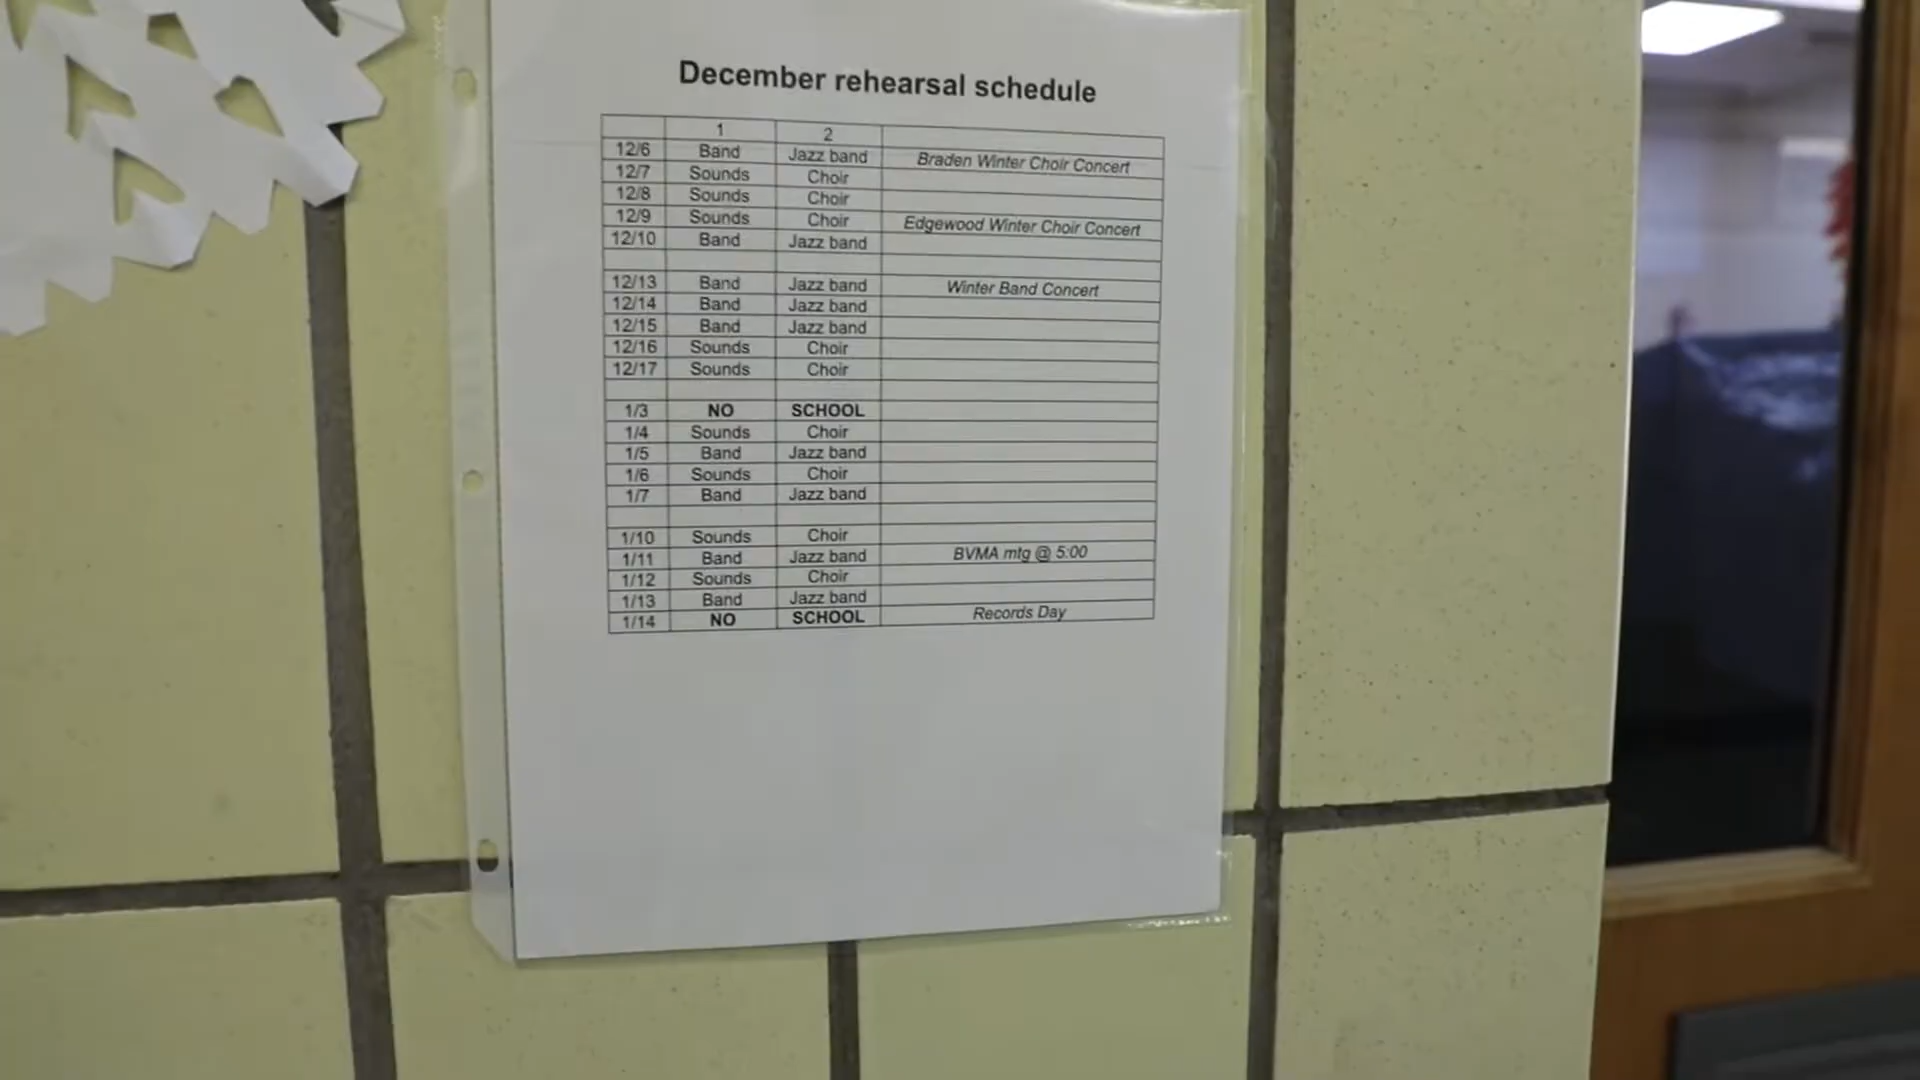 December rehearsal schedule
1 2
12/6 Band Jazz band Braden Winter Choir Concert
12/7 Sounds Choir
12/8 Sounds Choir
12/9 Sounds Choir Edgewood Winter Choir Concert
12/10 Band Jazz band
12/13 Band Jazz band Winter Band Concert
12/14 Band Jazz band
12/15 Band Jazz band
12/16 Sounds Choir
12/17 Sounds Choir
1/3 NO SCHOOL
1/4 Sounds Choir
1/5 Band Jazz band
1/6 Sounds Choir
1/7 Band Jazz band
1/10 Sounds Choir
1/11 Band Jazz band BVMA mtg @ 5:00
1/12 Sounds Choir
1/13 Band Jazz band
1/14 NO SCHOOL Records Day